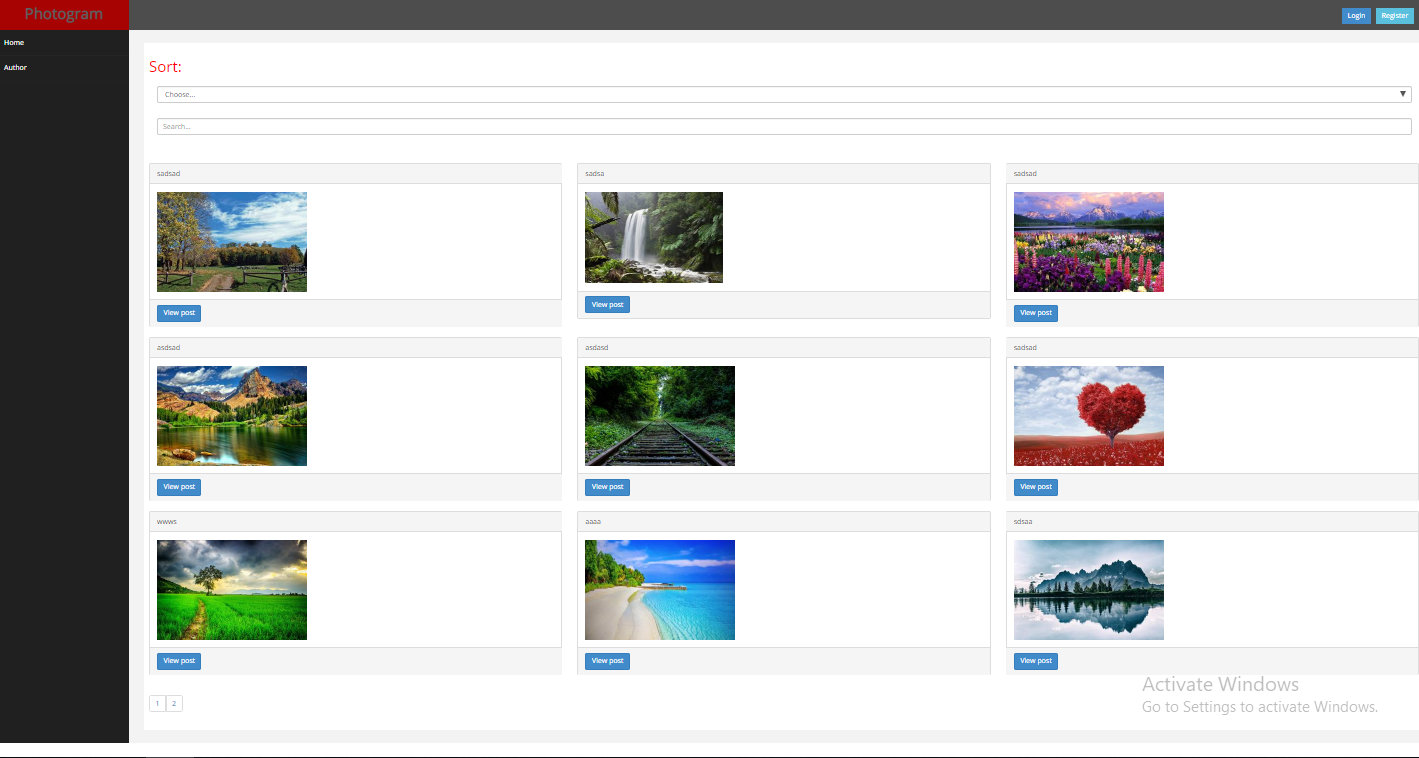 Photogram
Login Register
Home
Author
Sort:
Choose...
Search...
sadsad sadsa sadsad
View post View post View post
asdsad asdasd sadsad
View post View post View post
wwws aaaa sdsaa
View post View post View post
1 2
Activate Windows
Go to Settings to activate Windows.